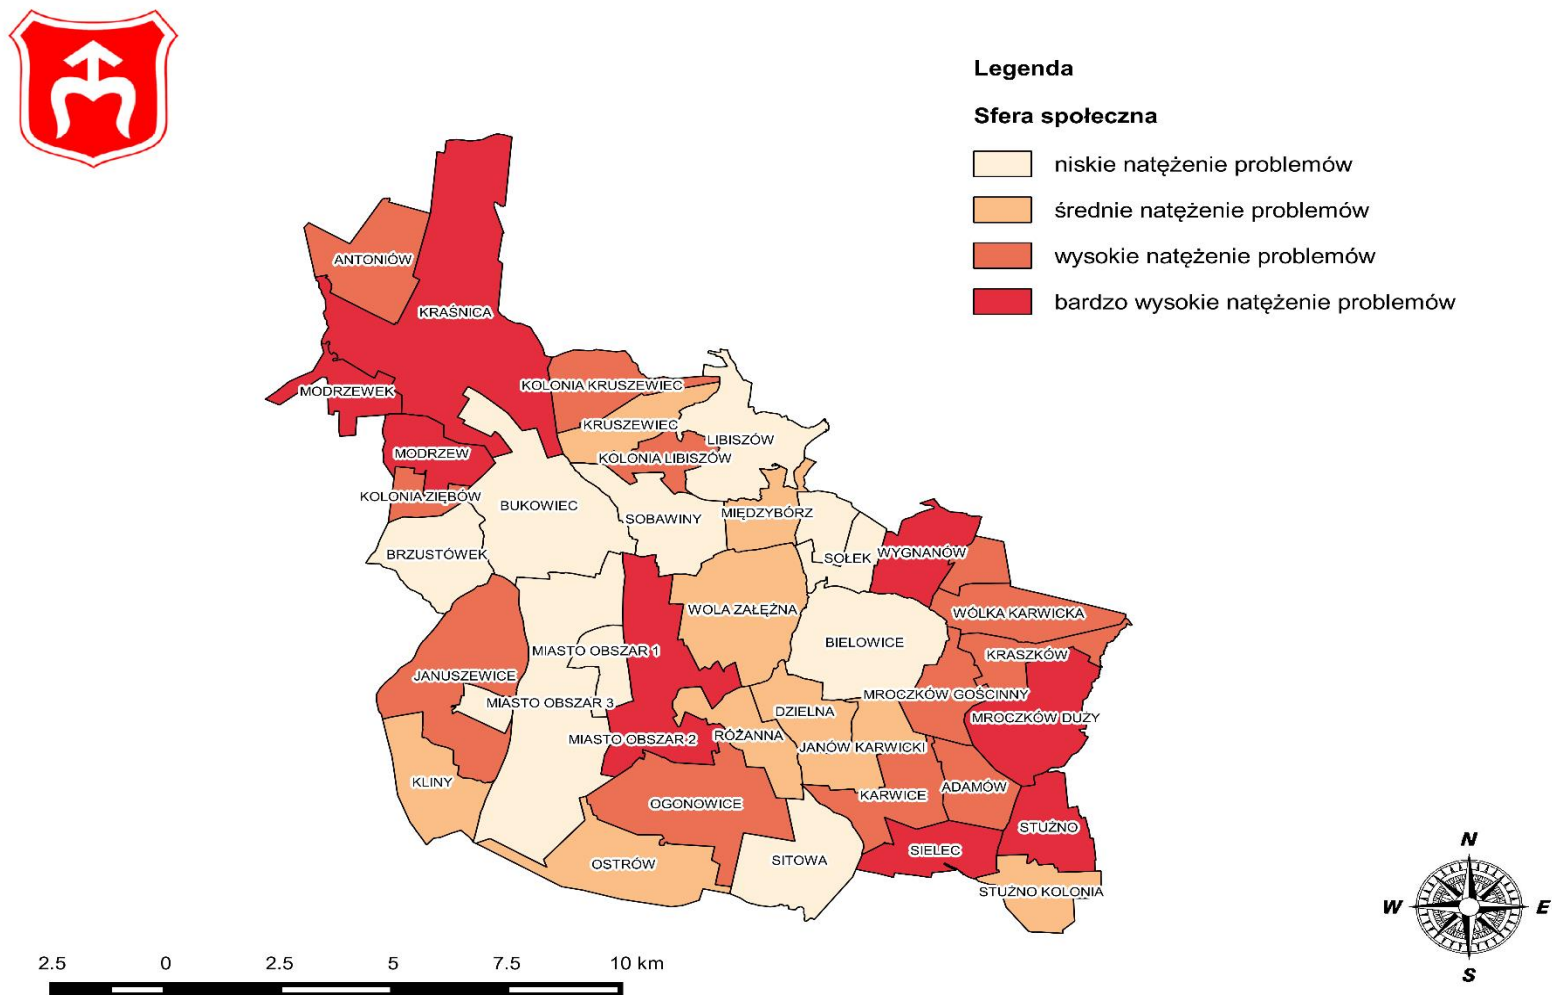 Legenda
Sfera społeczna
niskie natężenie problemów
średnie natężenie problemów
wysokie natężenie problemów
bardzo wysokie natężenie problemów
ANTONIÓW
KRAŚNICA
MODRZEWEK
KOLONIA KRUSZEWIEC
KRUSZEWIEC
LIBISZÓW
MODRZEW
KOLONIA LIBISZÓW
KOLONIA ZIĘBÓW
BUKOWIEC
SOBAWINY
MIĘDZYBÓRZ
BRZUSTÓWEK
SOŁEK
WYGNANÓW
WOLA ZAŁĘŻNA
WÓLKA KARWICKA
BIELOWICE
MIASTO OBSZAR 1
KRASZKÓW
JANUSZEWICE
MROCZKÓW GOŚCINNY
MIASTO OBSZAR 3
DZIELNA
MROCZKÓW DUŻY
MIASTO OBSZAR 2
RÓŻANNA
JANÓW KARWICKI
KLINY
ADAMÓW
KARWICE
OGONOWICE
STUŻNO
SIELEC
SITOWA
OSTRÓW
STUŻNO KOLONIA
N
W
E
S
2.5 0 2.5 5 7.5 10 km